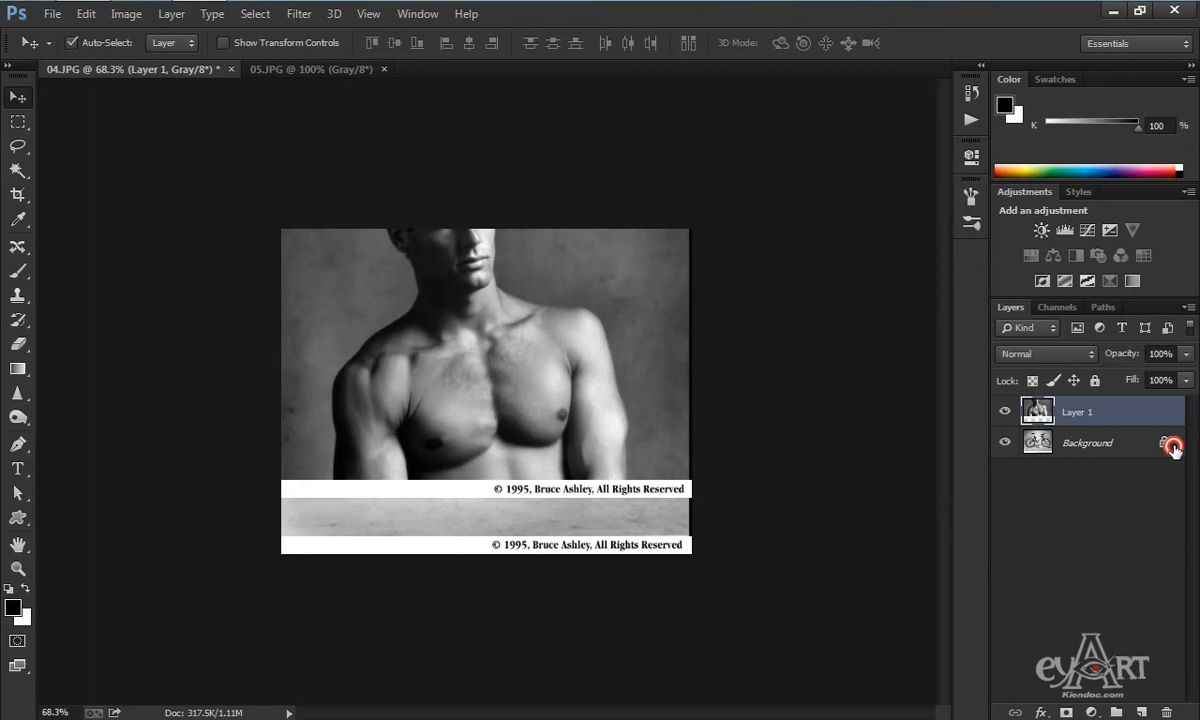 Ps File Edit Image Layer Type Select Filter 3D View Window Help
Auto-Select: Layer Show Transform Controls 3D Mode: Essentials
04.JPG @ 68.3% (Layer 1, Gray/8*) * × 05.JPG @ 100% (Gray/8*) ×
Color Swatches
K 100 %
Adjustments Styles
Add an adjustment
Layers Channels Paths
Kind
Normal Opacity: 100%
Lock: Fill: 100%
Layer 1
Background
© 1995, Bruce Ashley, All Rights Reserved
© 1995, Bruce Ashley, All Rights Reserved
eyART
Kiendoc.com
68.3% Doc: 317.5K/1.11M